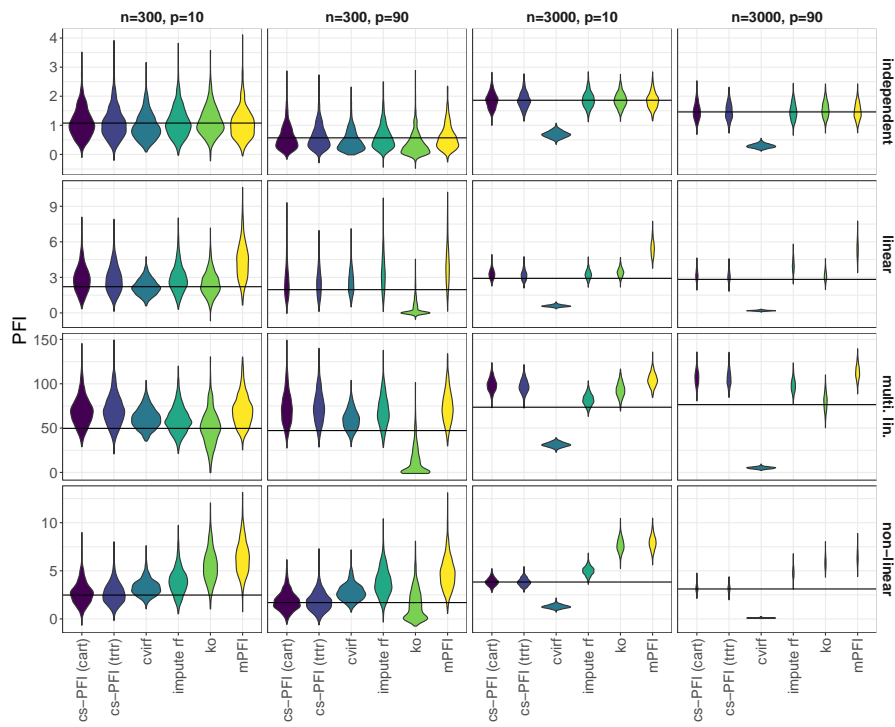 n=300, p=10
n=300, p=90
n=3000, p=10
n=3000, p=90
PFI
4
3
2
1
0
independent
9
6
3
0
linear
150
100
50
0
multi. lin.
10
5
0
non−linear
cs−PFI (cart)
cs−PFI (trtr)
cvirf
impute rf
ko
mPFI
cs−PFI (cart)
cs−PFI (trtr)
cvirf
impute rf
ko
mPFI
cs−PFI (cart)
cs−PFI (trtr)
cvirf
impute rf
ko
mPFI
cs−PFI (cart)
cs−PFI (trtr)
cvirf
impute rf
ko
mPFI